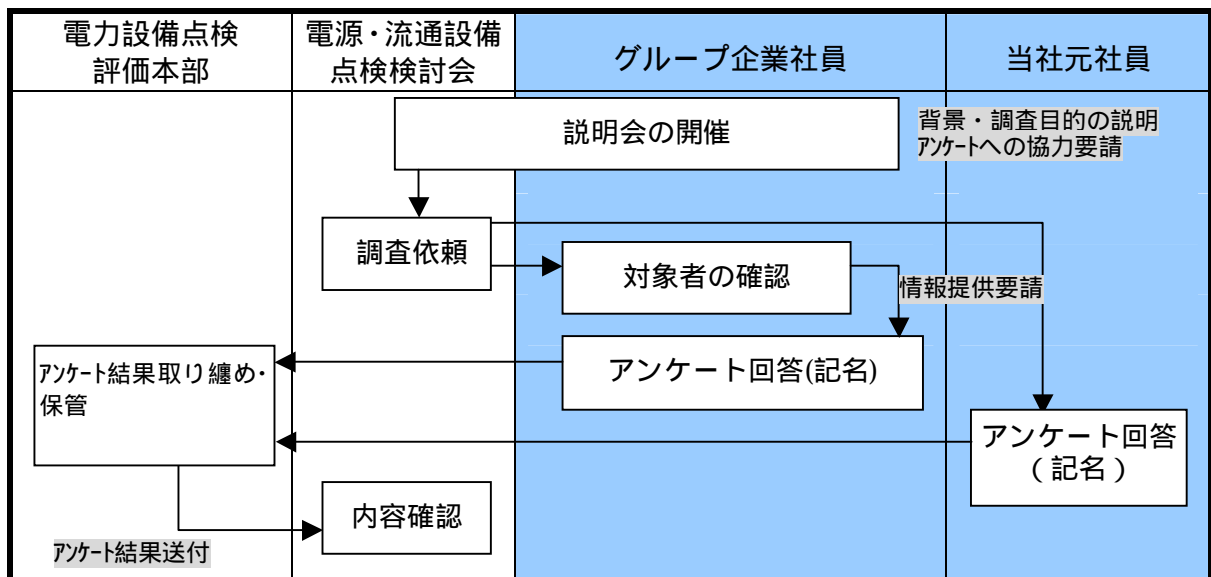 電力設備点検
評価本部
電源・流通設備
点検検討会
グループ企業社員
当社元社員
説明会の開催
背景・調査目的の説明
ｱﾝｹｰﾄへの協力要請
調査依頼
対象者の確認
情報提供要請
アンケート回答(記名)
ｱﾝｹｰﾄ結果取り纏め・
保管
アンケート回答
(記名)
内容確認
ｱﾝｹｰﾄ結果送付